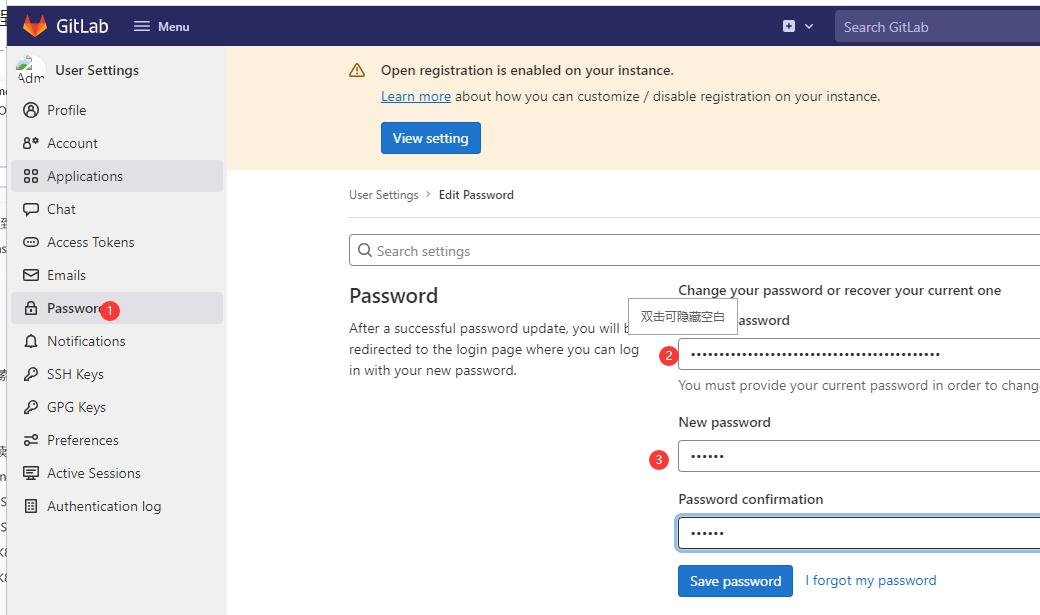 GitLab
Menu
Search GitLab
Adm
User Settings
Open registration is enabled on your instance.
Learn more about how you can customize / disable registration on your instance.
View setting
Profile
Account
Applications
Chat
Access Tokens
Emails
Password
1
Notifications
SSH Keys
GPG Keys
Preferences
Active Sessions
Authentication log
User Settings > Edit Password
Search settings
Password
After a successful password update, you will b
redirected to the login page where you can log
in with your new password.
Change your password or recover your current one
双击可隐藏空白
assword
2
••••••••••••••••••••••••••••••••••••••••••••
You must provide your current password in order to chang
New password
3
••••••
Password confirmation
••••••
Save password
I forgot my password